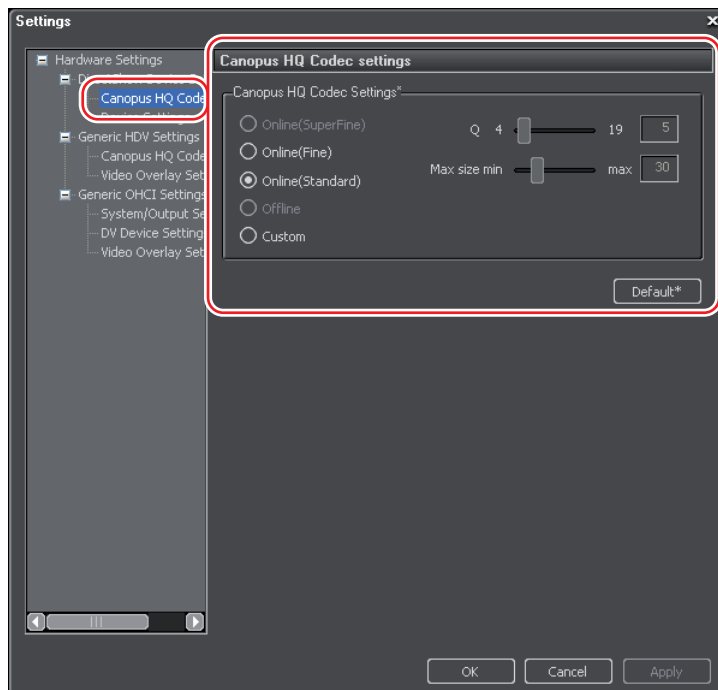 Settings
Hardware Settings
Canopus HQ Code
Generic HDV Settings
Canopus HQ Code
Video Overlay Set
Generic OHCI Settings
System/Output Se
DV Device Setting
Video Overlay Set
Canopus HQ Codec settings
Canopus HQ Codec Settings*
Online(SuperFine)
Online(Fine)
Online(Standard)
Offline
Custom
Q 4 19 5
Max size min max 30
Default*
OK Cancel Apply